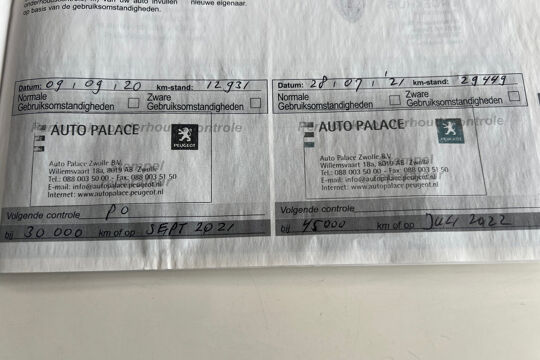 van uw auto invullen
nieuwe eigenaar.
op basis van de gebruiksomstandigheden.
Datum: 09, 09, 20 km-stand: 12931
Normale Gebruiksomstandigheden
Zware Gebruiksomstandigheden
AUTO PALACE
PEUGEOT
Auto Palace Zwolle B.V.
Willemsvaart 18a, 8019 AB Zwolle
Tel.: 088 003 50 00 - Fax: 088 003 51 50
E-mail: info@autopalace.peugeot.nl
Internet: www.autopalace.peugeot.nl
Volgende controle PO
bij 30 000 km of op SEPT 2021
Datum: 28, 07, '21 km-stand: 29449
Normale Gebruiksomstandigheden
Zware Gebruiksomstandigheden
AUTO PALACE
PEUGEOT
Auto Palace Zwolle B.V.
Willemsvaart 18a, 8019 AB Zwolle
Tel.: 088 003 50 00 - Fax: 088 003 51 50
E-mail: info@autopalace.peugeot.nl
Internet: www.autopalace.peugeot.nl
Volgende controle
bij 45000 km of op JULI 2022